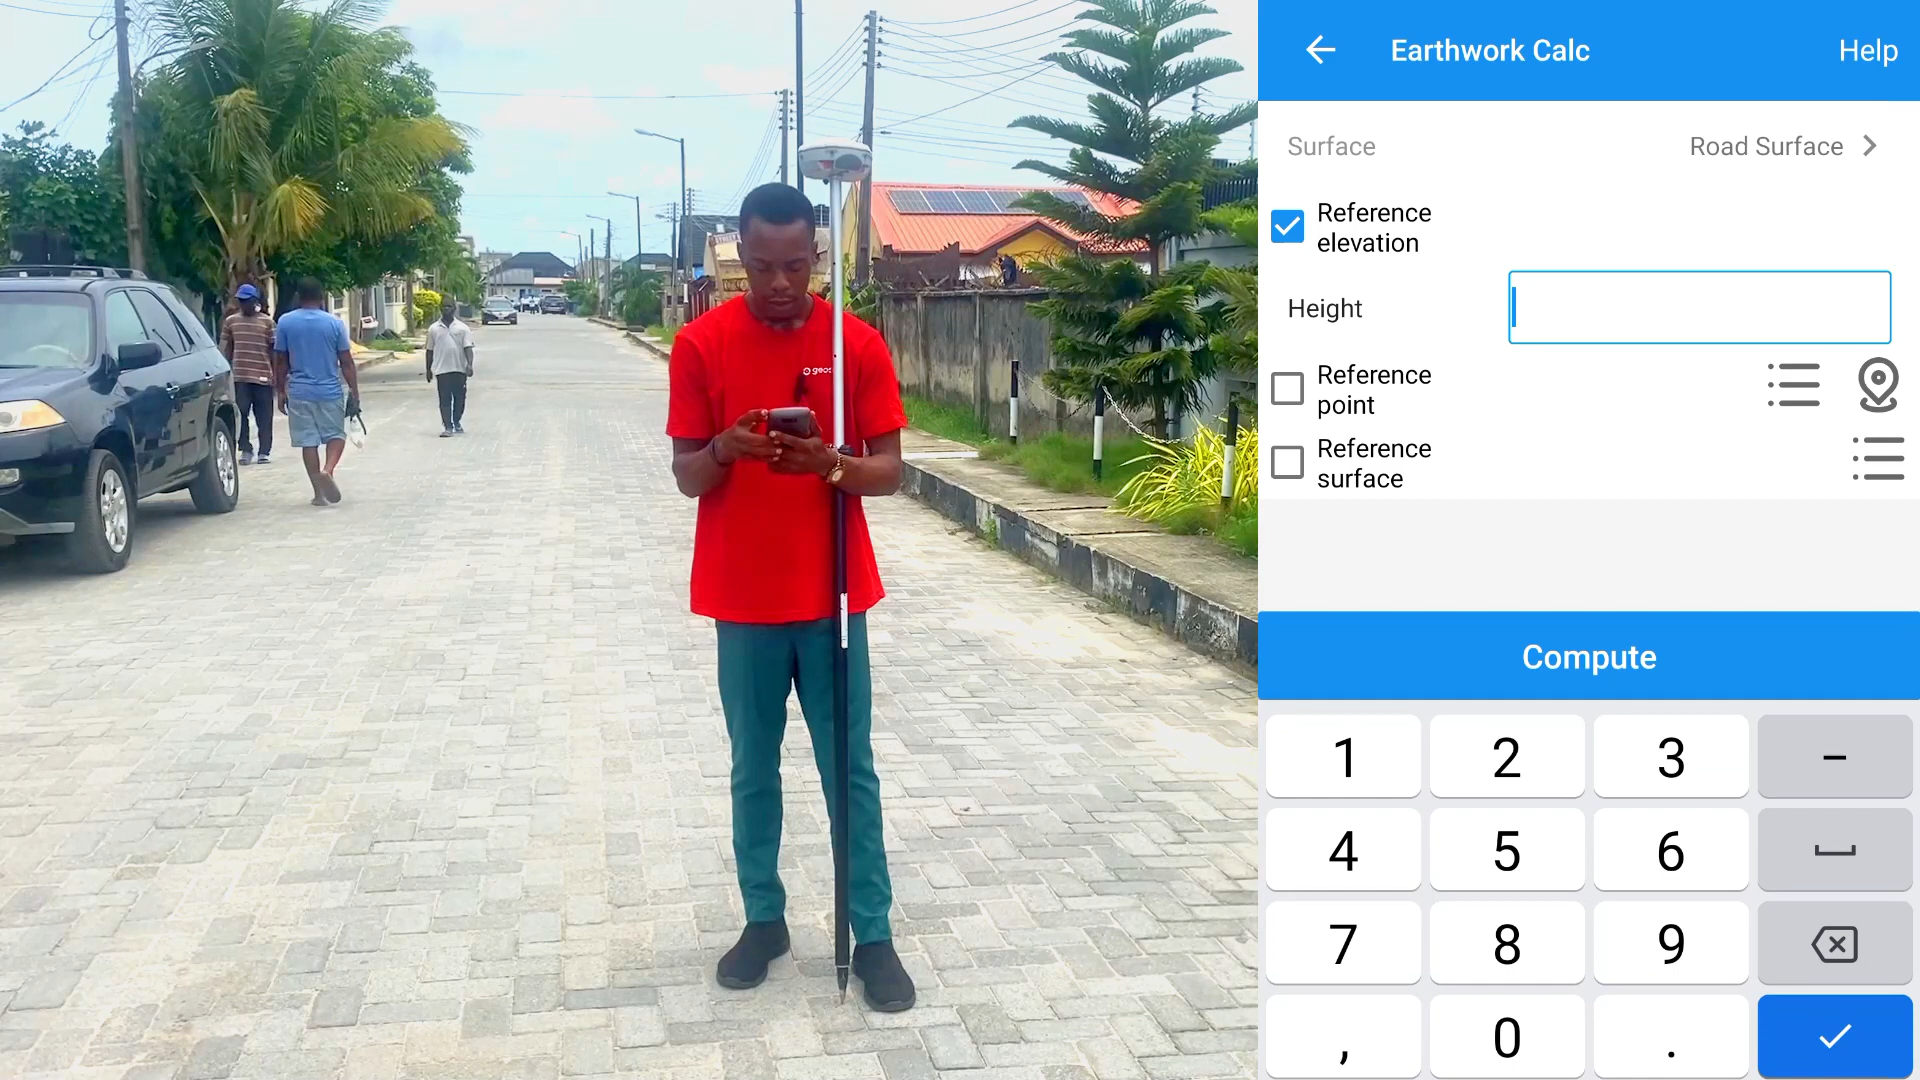 Earthwork Calc
Help
Surface
Road Surface
Reference
elevation
Height
Reference
point
Reference
surface
Compute
1 2 3 –
4 5 6
7 8 9
, 0 .
geo